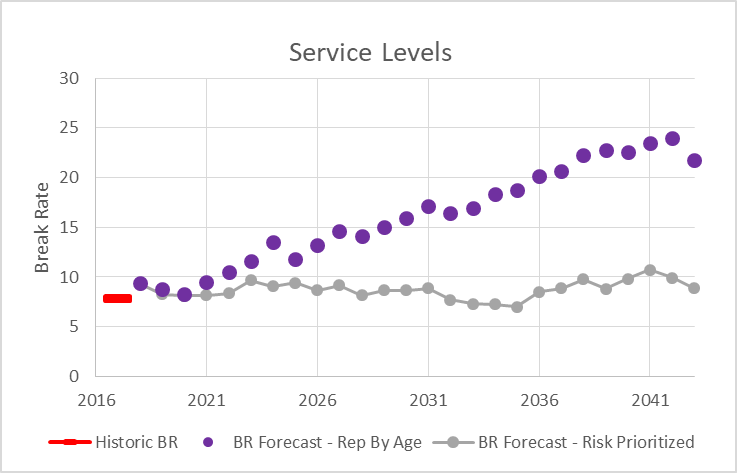 Service Levels
30
25
20
15
10
5
0
Break Rate
2016 2021 2026 2031 2036 2041
Historic BR BR Forecast - Rep By Age BR Forecast - Risk Prioritized